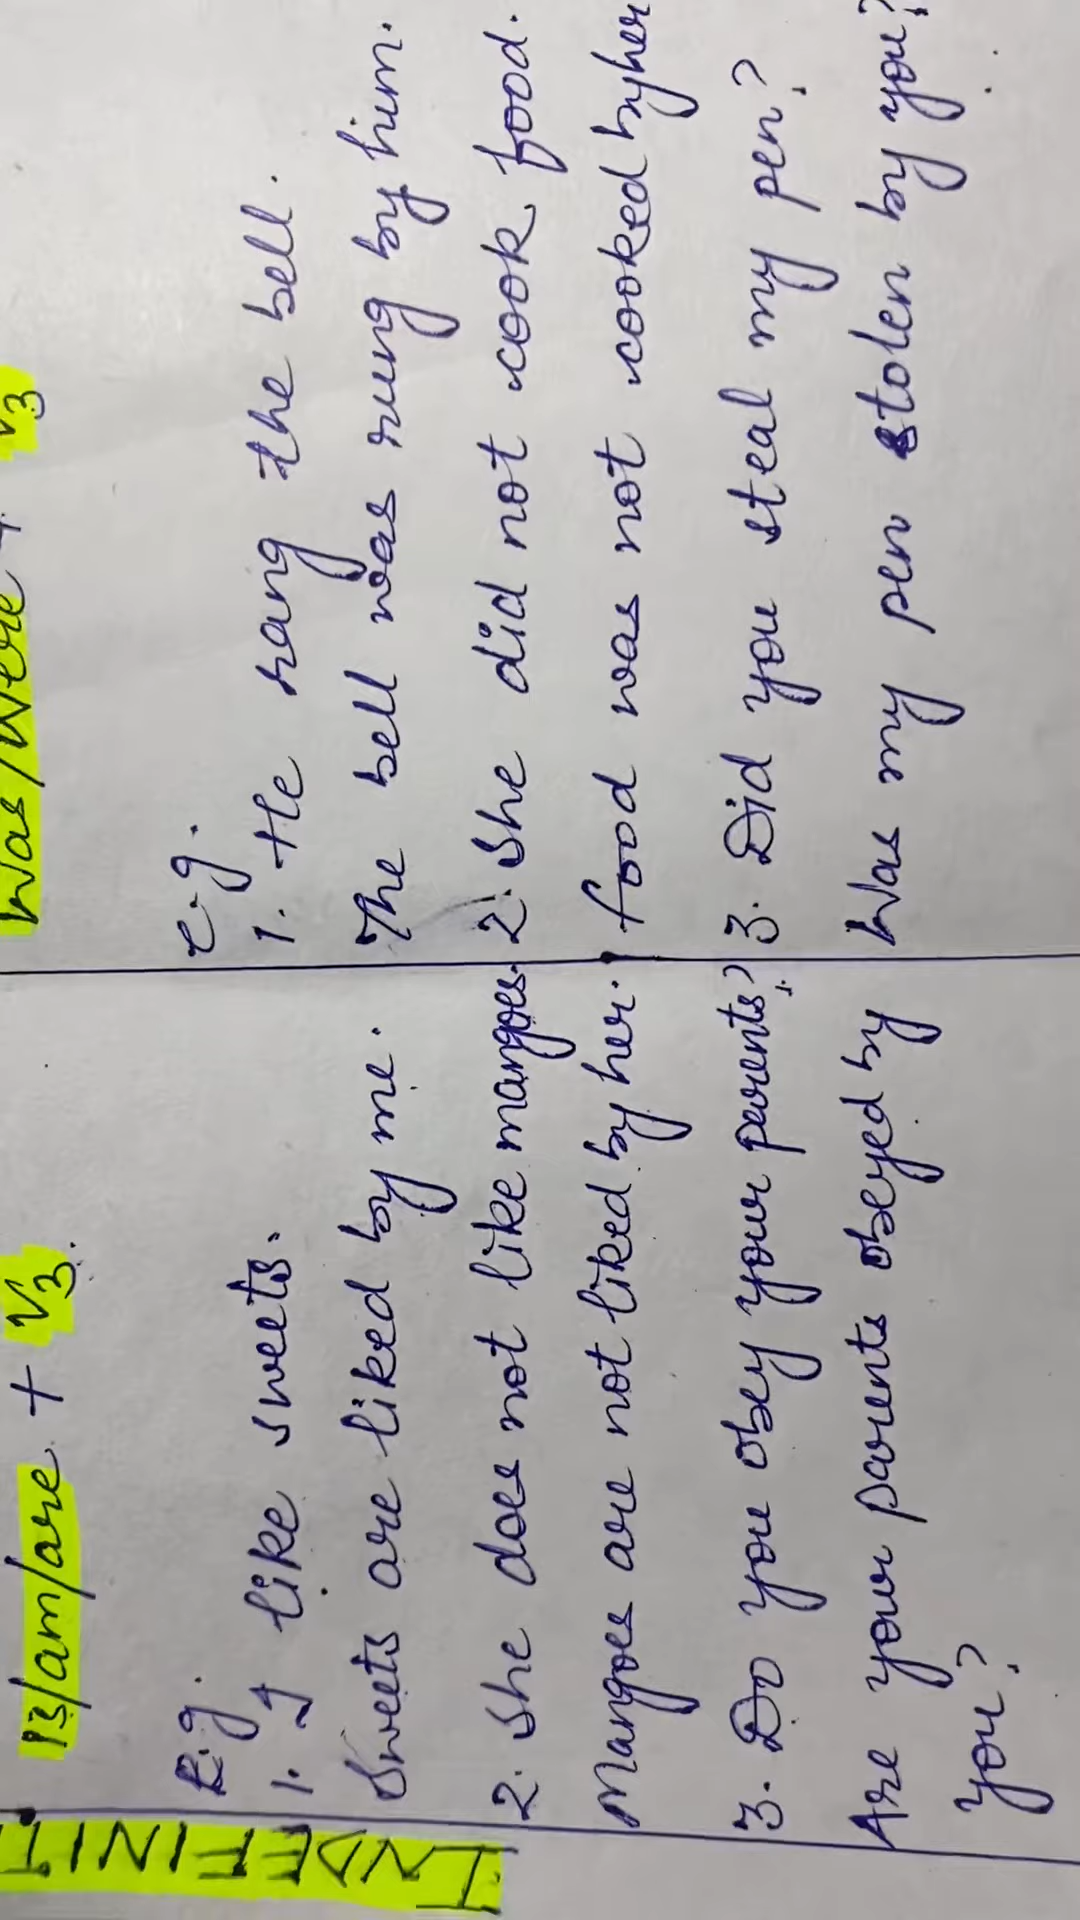 INDEFINIT
Is/am/are + V3.
E.g.
1. I like sweets.
Sweets are liked by me.
2. She does not like mangoes.
Mangoes are not liked by her.
3. Do you obey your parents?
Are your parents obeyed by
you?
Was/Were + V3
e.g.
1. He rang the bell.
The bell was rung by him.
2. She did not cook food.
food was not cooked by her
3. Did you steal my pen?
Was my pen stolen by you?